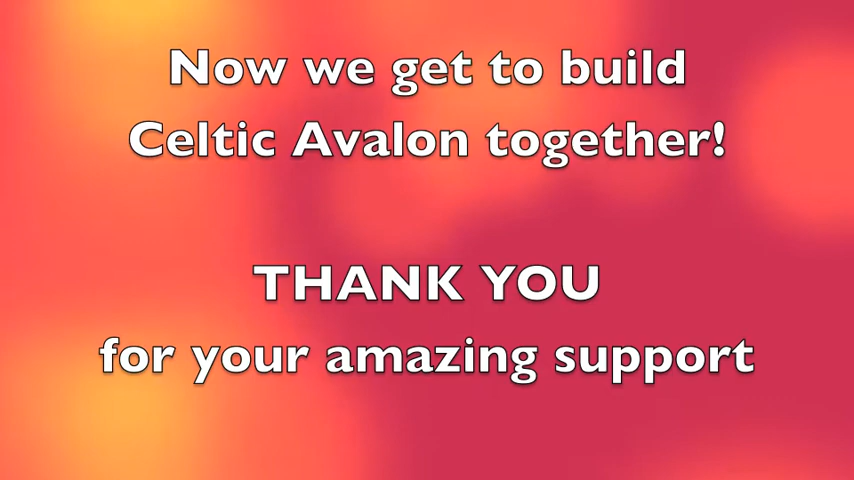 Now we get to build
Celtic Avalon together!
THANK YOU
for your amazing support